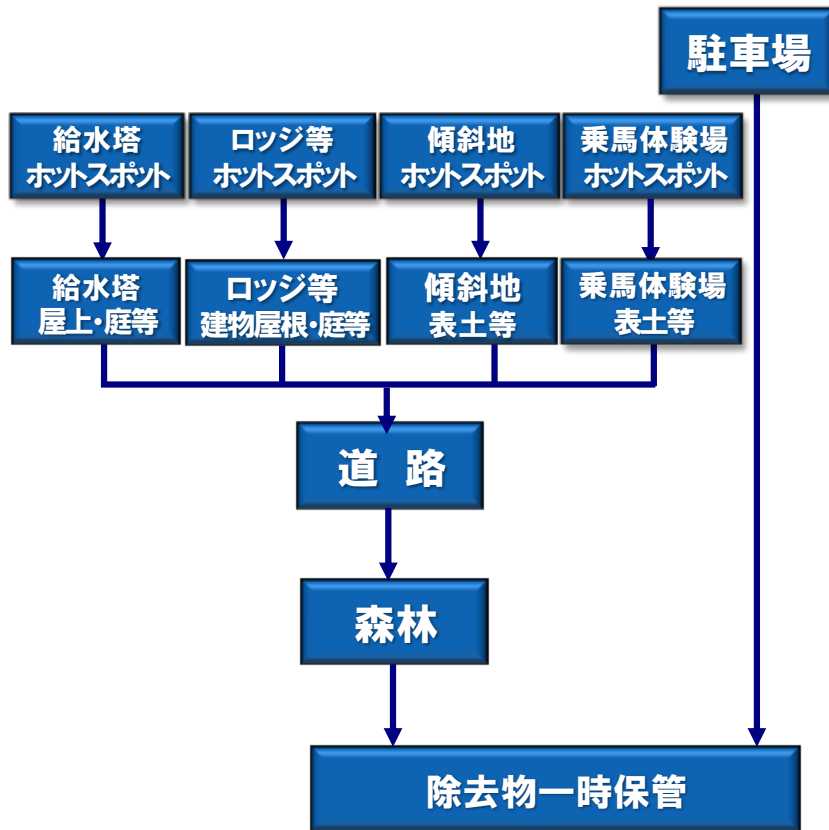 駐車場
給水塔
ホットスポット
ロッジ等
ホットスポット
傾斜地
ホットスポット
乗馬体験場
ホットスポット
給水塔
屋上・庭等
ロッジ等
建物屋根・庭等
傾斜地
表土等
乗馬体験場
表土等
道 路
森林
除去物一時保管